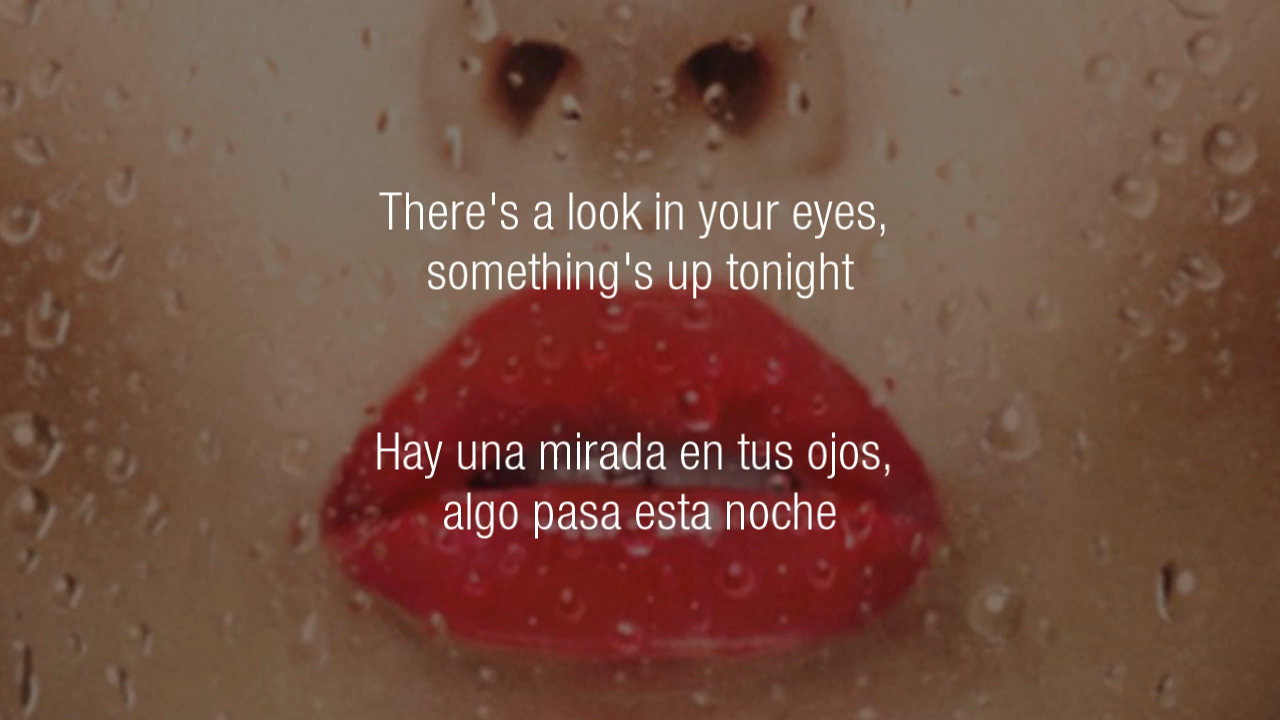 There's a look in your eyes,
something's up tonight
Hay una mirada en tus ojos,
algo pasa esta noche